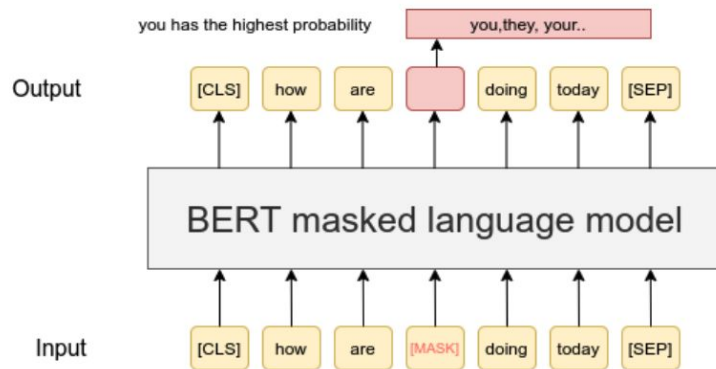 you has the highest probability you,they, your..
Output [CLS] how are doing today [SEP]
BERT masked language model
Input [CLS] how are [MASK] doing today [SEP]